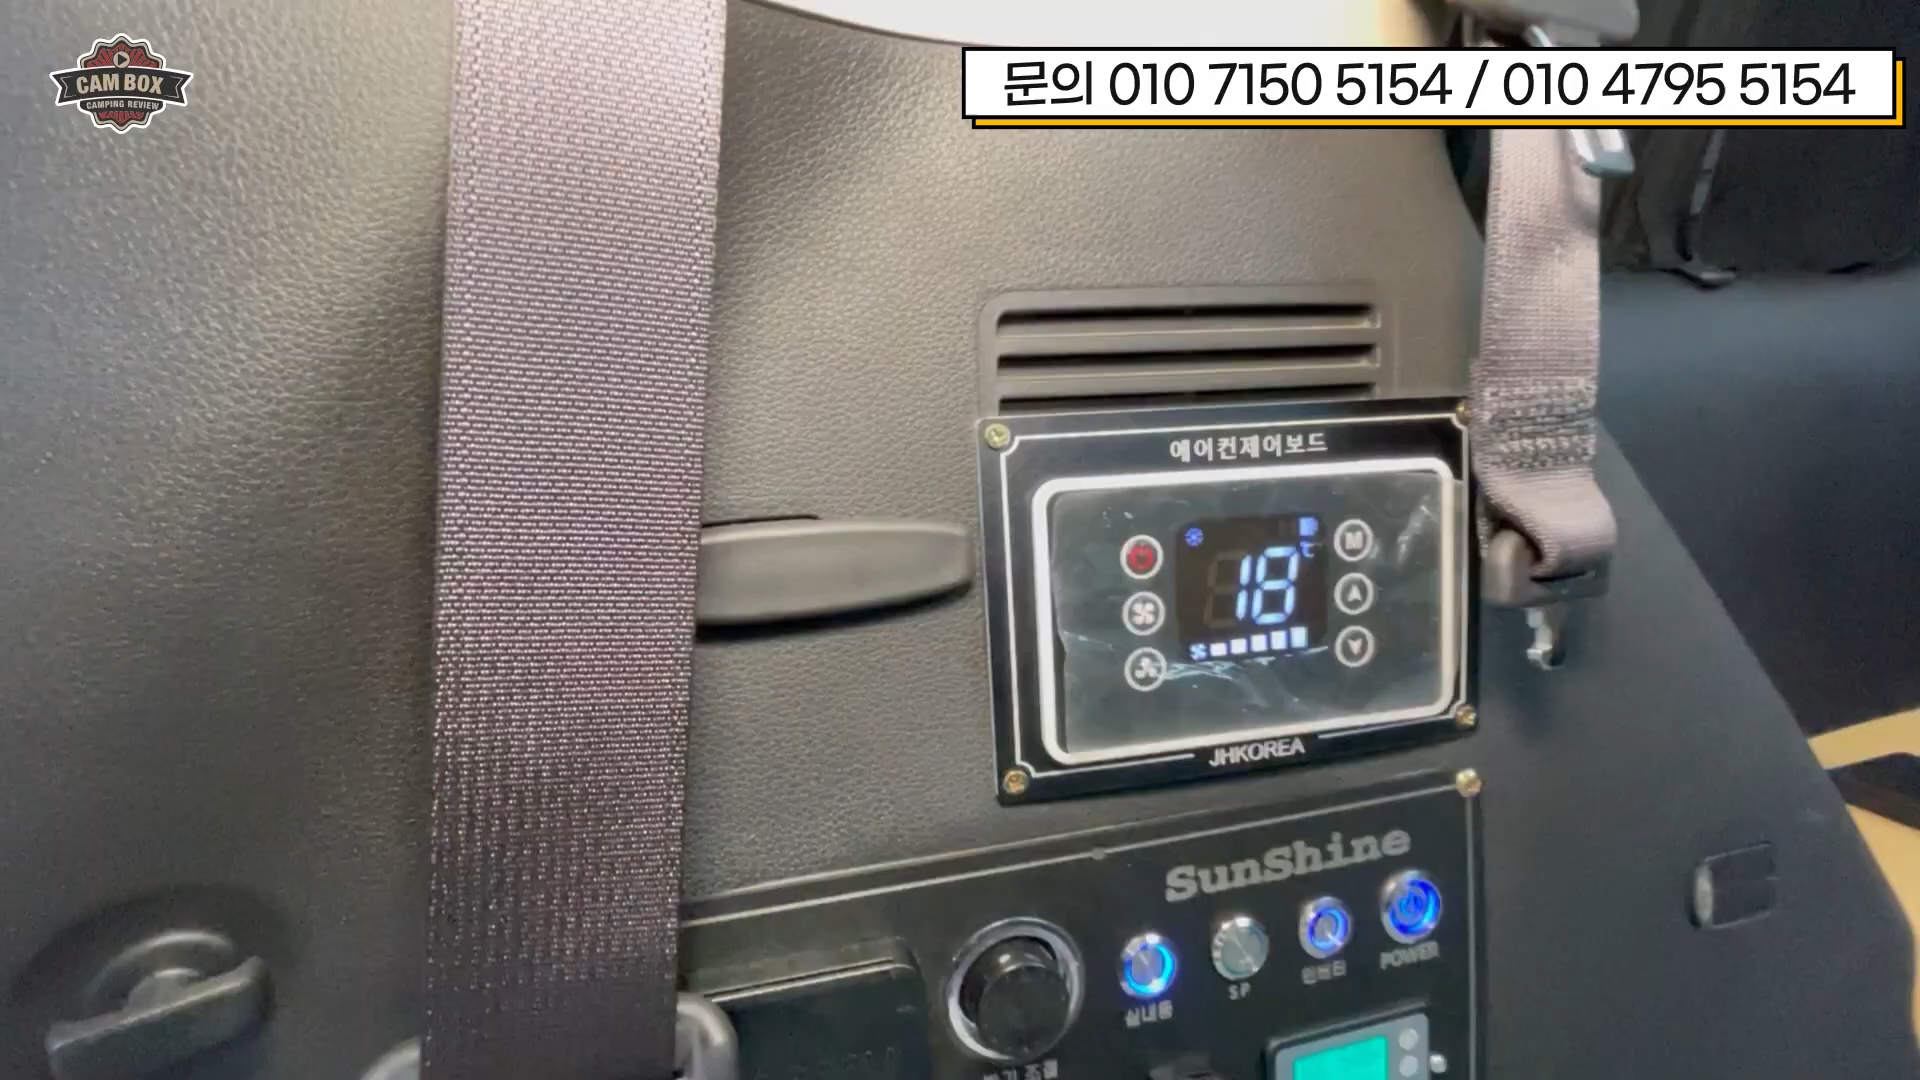 CAM BOX
CAMPING REVIEW
문의 010 7150 5154 / 010 4795 5154
에어컨제어보드
M
18
℃
JHKOREA
SunShine
실내등
SP
인버터
POWER